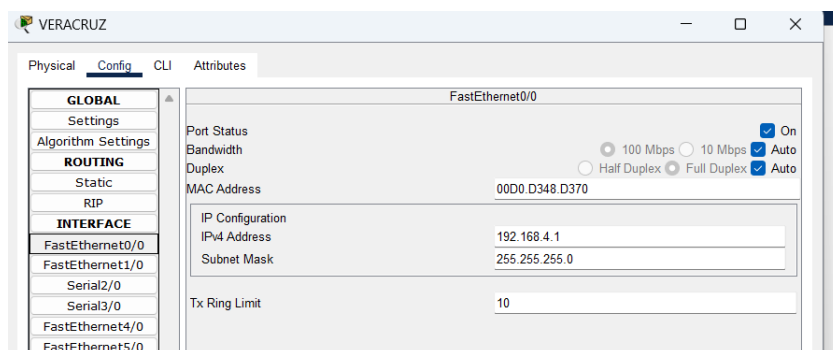 VERACRUZ
Physical Config CLI Attributes
GLOBAL
Settings
Algorithm Settings
ROUTING
Static
RIP
INTERFACE
FastEthernet0/0
FastEthernet1/0
Serial2/0
Serial3/0
FastEthernet4/0
FastEthernet5/0
FastEthernet0/0
Port Status On
Bandwidth 100 Mbps 10 Mbps Auto
Duplex Half Duplex Full Duplex Auto
MAC Address 00D0.D348.D370
IP Configuration
IPv4 Address 192.168.4.1
Subnet Mask 255.255.255.0
Tx Ring Limit 10